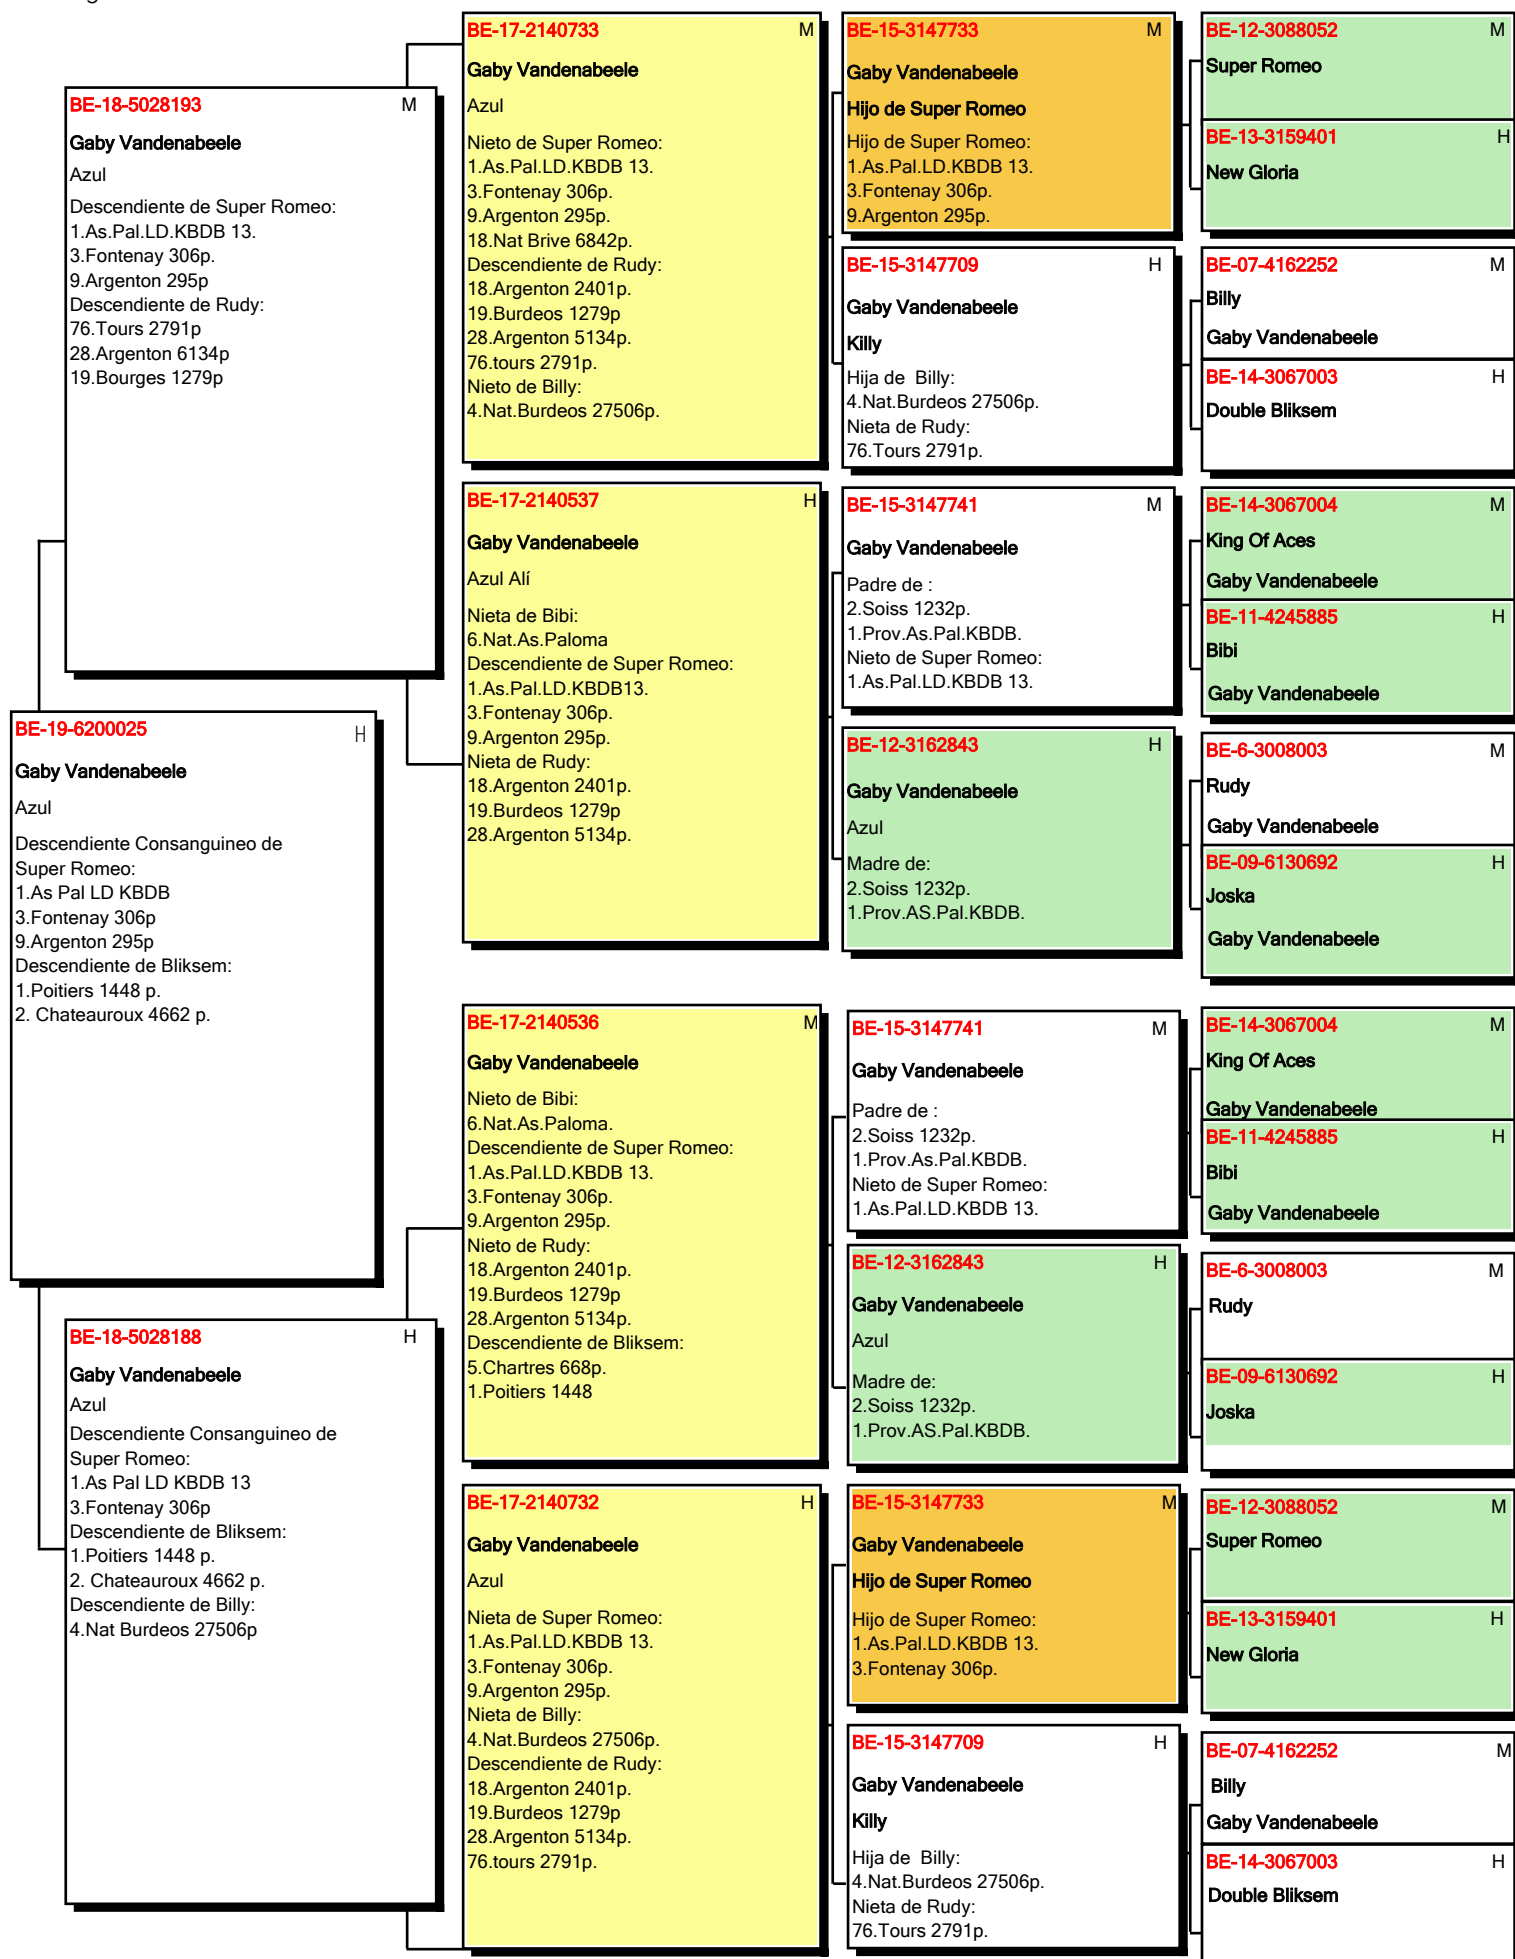 BE-19-6200025 H
Gaby Vandenabeele
Azul
Descendiente Consanguineo de
Super Romeo:
1.As Pal LD KBDB
3.Fontenay 306p
9.Argenton 295p
Descendiente de Bliksem:
1.Poitiers 1448 p.
2. Chateauroux 4662 p.
BE-18-5028193 M
Gaby Vandenabeele
Azul
Descendiente de Super Romeo:
1.As.Pal.LD.KBDB 13.
3.Fontenay 306p.
9.Argenton 295p
Descendiente de Rudy:
76.Tours 2791p
28.Argenton 6134p
19.Bourges 1279p
BE-18-5028188 H
Gaby Vandenabeele
Azul
Descendiente Consanguineo de
Super Romeo:
1.As Pal LD KBDB 13
3.Fontenay 306p
Descendiente de Bliksem:
1.Poitiers 1448 p.
2. Chateauroux 4662 p.
Descendiente de Billy:
4.Nat Burdeos 27506p
BE-17-2140733 M
Gaby Vandenabeele
Azul
Nieto de Super Romeo:
1.As.Pal.LD.KBDB 13.
3.Fontenay 306p.
9.Argenton 295p.
18.Nat Brive 6842p.
Descendiente de Rudy:
18.Argenton 2401p.
19.Burdeos 1279p
28.Argenton 5134p.
76.tours 2791p.
Nieto de Billy:
4.Nat.Burdeos 27506p.
BE-17-2140537 H
Gaby Vandenabeele
Azul Alí
Nieta de Bibi:
6.Nat.As.Paloma
Descendiente de Super Romeo:
1.As.Pal.LD.KBDB13.
3.Fontenay 306p.
9.Argenton 295p.
Nieta de Rudy:
18.Argenton 2401p.
19.Burdeos 1279p
28.Argenton 5134p.
BE-17-2140536 M
Gaby Vandenabeele
Nieto de Bibi:
6.Nat.As.Paloma.
Descendiente de Super Romeo:
1.As.Pal.LD.KBDB 13.
3.Fontenay 306p.
9.Argenton 295p.
Nieto de Rudy:
18.Argenton 2401p.
19.Burdeos 1279p
28.Argenton 5134p.
Descendiente de Bliksem:
5.Chartres 668p.
1.Poitiers 1448
BE-17-2140732 H
Gaby Vandenabeele
Azul
Nieta de Super Romeo:
1.As.Pal.LD.KBDB 13.
3.Fontenay 306p.
9.Argenton 295p.
Nieta de Billy:
4.Nat.Burdeos 27506p.
Descendiente de Rudy:
18.Argenton 2401p.
19.Burdeos 1279p
28.Argenton 5134p.
76.tours 2791p.
BE-15-3147733 M
Gaby Vandenabeele
Hijo de Super Romeo
Hijo de Super Romeo:
1.As.Pal.LD.KBDB 13.
3.Fontenay 306p.
9.Argenton 295p.
BE-15-3147709 H
Gaby Vandenabeele
Killy
Hija de Billy:
4.Nat.Burdeos 27506p.
Nieta de Rudy:
76.Tours 2791p.
BE-15-3147741 M
Gaby Vandenabeele
Padre de :
2.Soiss 1232p.
1.Prov.As.Pal.KBDB.
Nieto de Super Romeo:
1.As.Pal.LD.KBDB 13.
BE-12-3162843 H
Gaby Vandenabeele
Azul
Madre de:
2.Soiss 1232p.
1.Prov.AS.Pal.KBDB.
BE-15-3147741 M
Gaby Vandenabeele
Padre de :
2.Soiss 1232p.
1.Prov.As.Pal.KBDB.
Nieto de Super Romeo:
1.As.Pal.LD.KBDB 13.
BE-12-3162843 H
Gaby Vandenabeele
Azul
Madre de:
2.Soiss 1232p.
1.Prov.AS.Pal.KBDB.
BE-15-3147733 M
Gaby Vandenabeele
Hijo de Super Romeo
Hijo de Super Romeo:
1.As.Pal.LD.KBDB 13.
3.Fontenay 306p.
BE-15-3147709 H
Gaby Vandenabeele
Killy
Hija de Billy:
4.Nat.Burdeos 27506p.
Nieta de Rudy:
76.Tours 2791p.
BE-12-3088052 M
Super Romeo
BE-13-3159401 H
New Gloria
BE-07-4162252 M
Billy
Gaby Vandenabeele
BE-14-3067003 H
Double Bliksem
BE-14-3067004 M
King Of Aces
Gaby Vandenabeele
BE-11-4245885 H
Bibi
Gaby Vandenabeele
BE-6-3008003 M
Rudy
Gaby Vandenabeele
BE-09-6130692 H
Joska
Gaby Vandenabeele
BE-14-3067004 M
King Of Aces
Gaby Vandenabeele
BE-11-4245885 H
Bibi
Gaby Vandenabeele
BE-6-3008003 M
Rudy
BE-09-6130692 H
Joska
BE-12-3088052 M
Super Romeo
BE-13-3159401 H
New Gloria
BE-07-4162252 M
Billy
Gaby Vandenabeele
BE-14-3067003 H
Double Bliksem